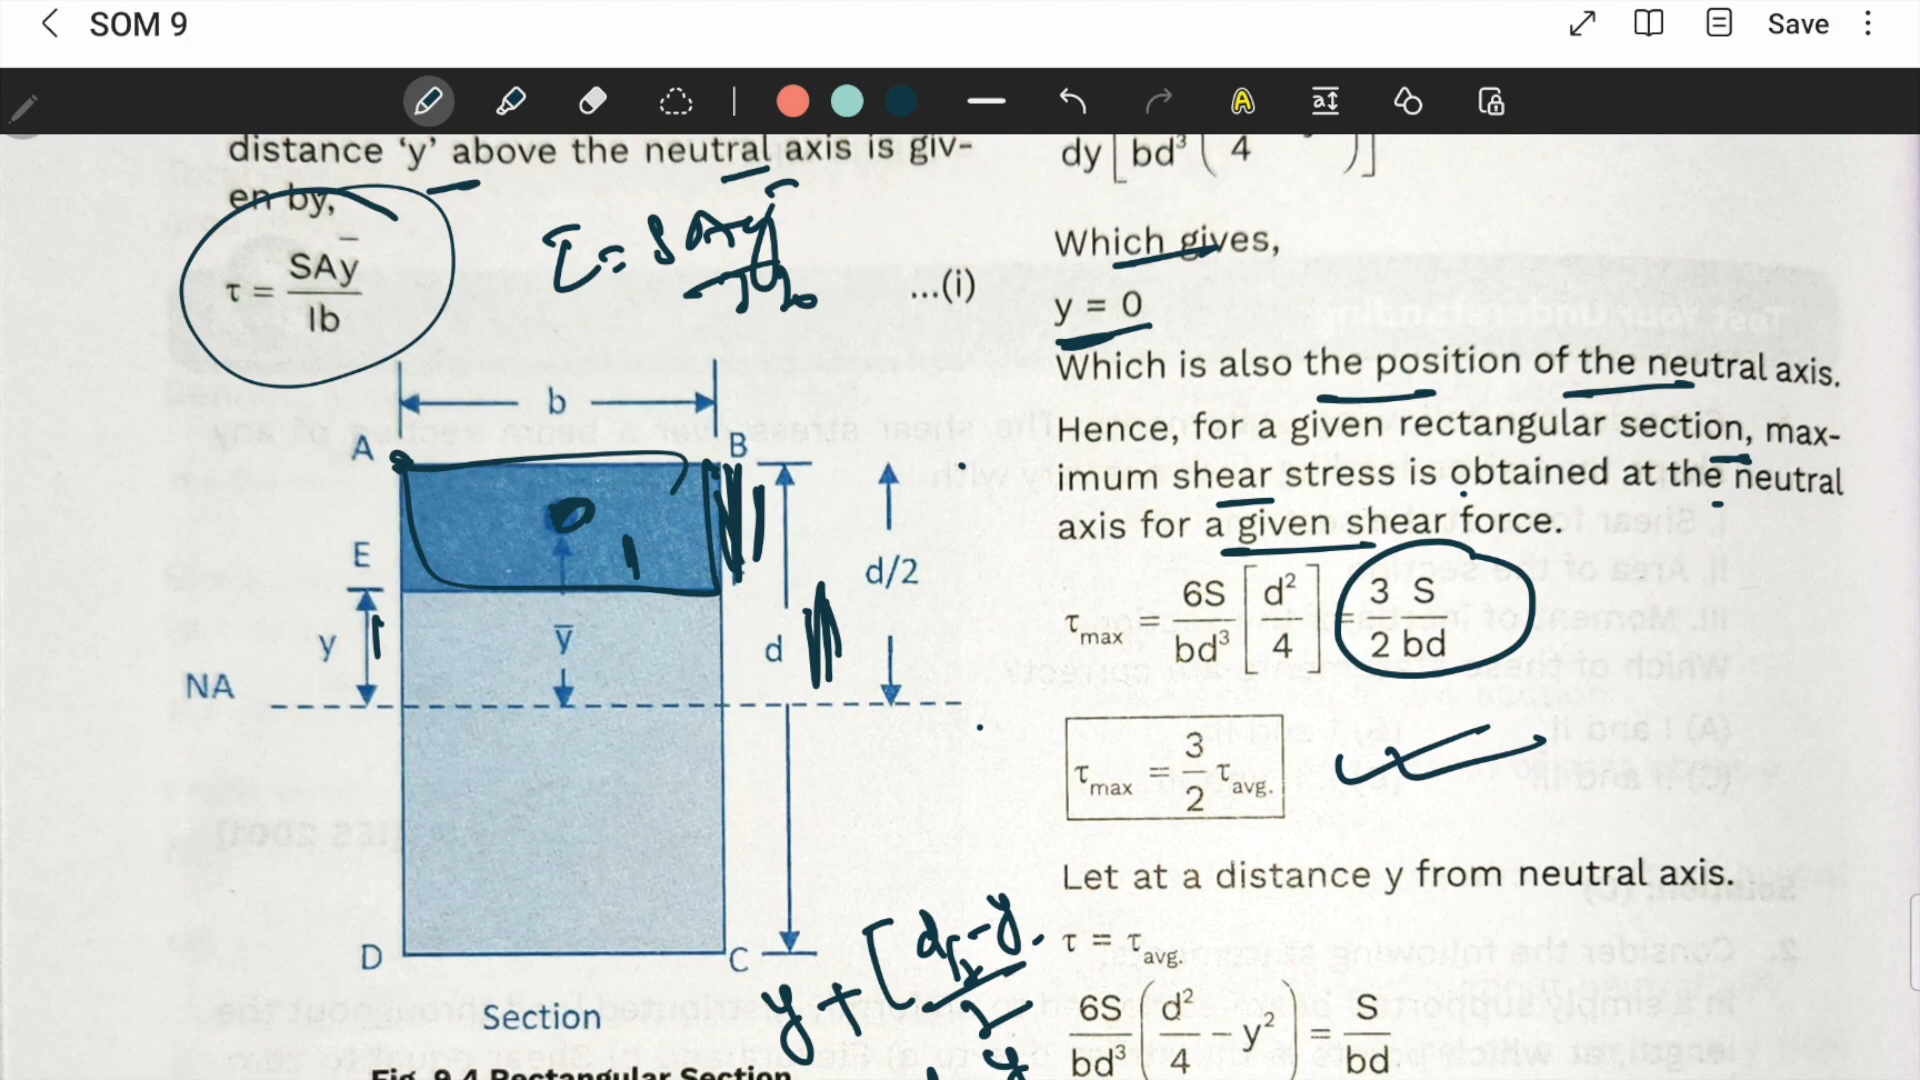 SOM 9
Save
distance ‘y’ above the neutral axis is giv-
en by,
τ = SAȳ / Ib
τ = SAȳ / Ib
...(i)
b
A
B
E
y
ȳ
d
d/2
NA
D
C
y + [d/2 - y / 2
Section
Fig. 9.4 Rectangular Section
dy [ bd³ ( 4 ) ]
Which gives,
y = 0
Which is also the position of the neutral axis.
Hence, for a given rectangular section, max-
imum shear stress is obtained at the neutral
axis for a given shear force.
τmax = 6S / bd³ [ d² / 4 ] = 3 S / 2 bd
τmax = 3 / 2 τavg.
Let at a distance y from neutral axis.
τ = τavg.
6S / bd³ ( d² / 4 − y² ) = S / bd